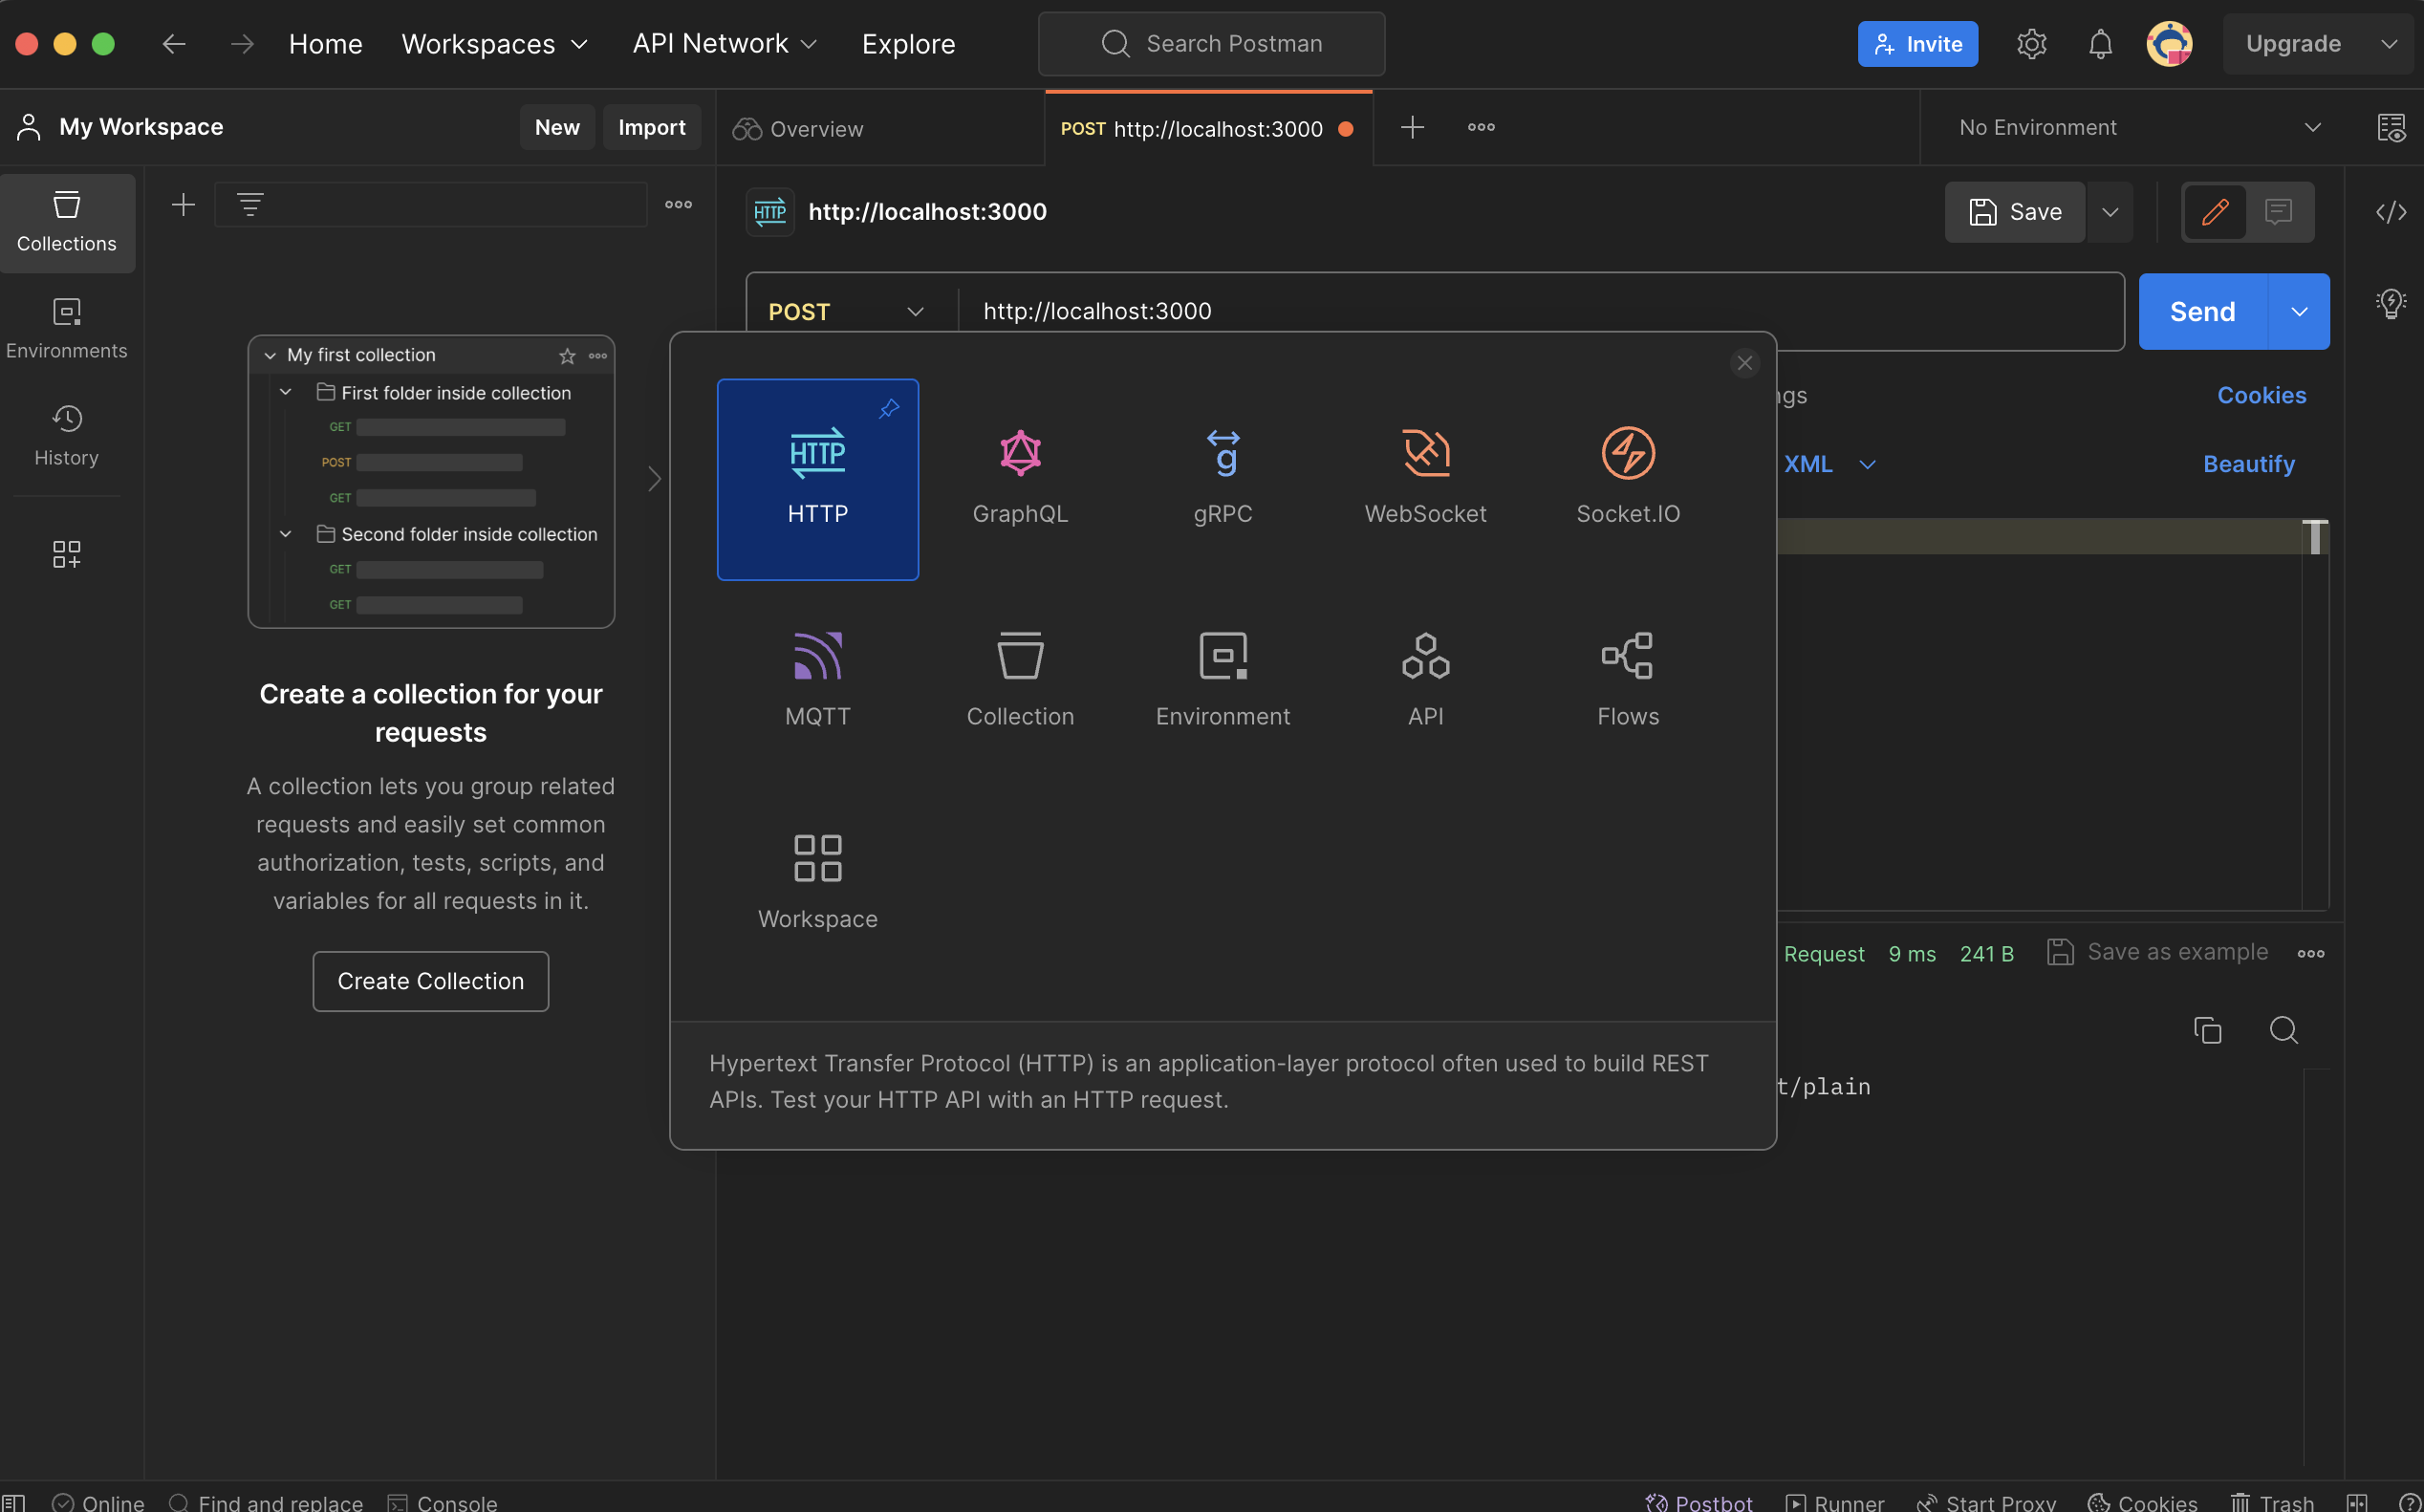 Home Workspaces API Network Explore Search Postman Invite Upgrade
My Workspace New Import
Overview POST http://localhost:3000 No Environment
Collections
Environments
History
My first collection
First folder inside collection
GET
POST
GET
Second folder inside collection
GET
GET
Create a collection for your
requests
A collection lets you group related
requests and easily set common
authorization, tests, scripts, and
variables for all requests in it.
Create Collection
HTTP http://localhost:3000 Save
POST http://localhost:3000 Send
ngs Cookies
XML Beautify
HTTP
HTTP GraphQL gRPC WebSocket Socket.IO
MQTT Collection Environment API Flows
Workspace
Hypertext Transfer Protocol (HTTP) is an application-layer protocol often used to build REST
APIs. Test your HTTP API with an HTTP request.
Request 9 ms 241 B Save as example
t/plain
Online Find and replace Console Postbot Runner Start Proxy Cookies Trash